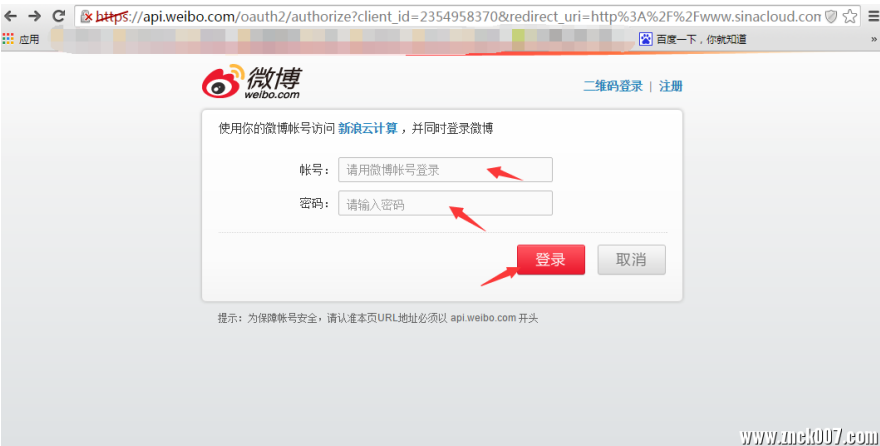 https://api.weibo.com/oauth2/authorize?client_id=2354958370&redirect_uri=http%3A%2F%2Fwww.sinacloud.com
应用
百度一下，你就知道
»
微博
weibo.com
二维码登录 | 注册
使用你的微博帐号访问 新浪云计算 ，并同时登录微博
帐号：
请用微博帐号登录
密码：
请输入密码
登录
取消
提示：为保障帐号安全，请认准本页URL地址必须以 api.weibo.com 开头
www.znck007.com